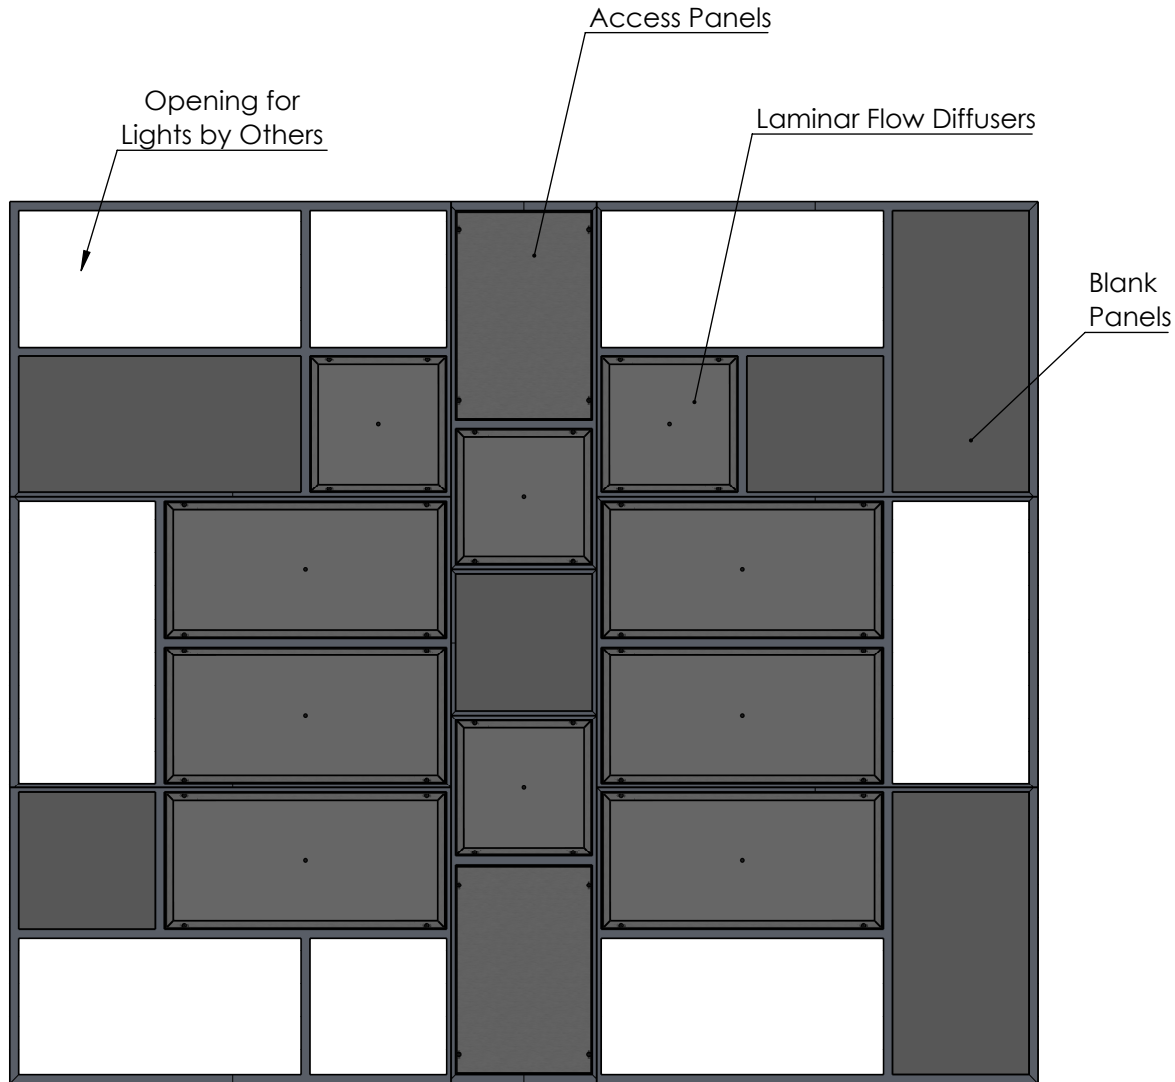 Access Panels
Opening for
Lights by Others
Laminar Flow Diffusers
Blank
Panels